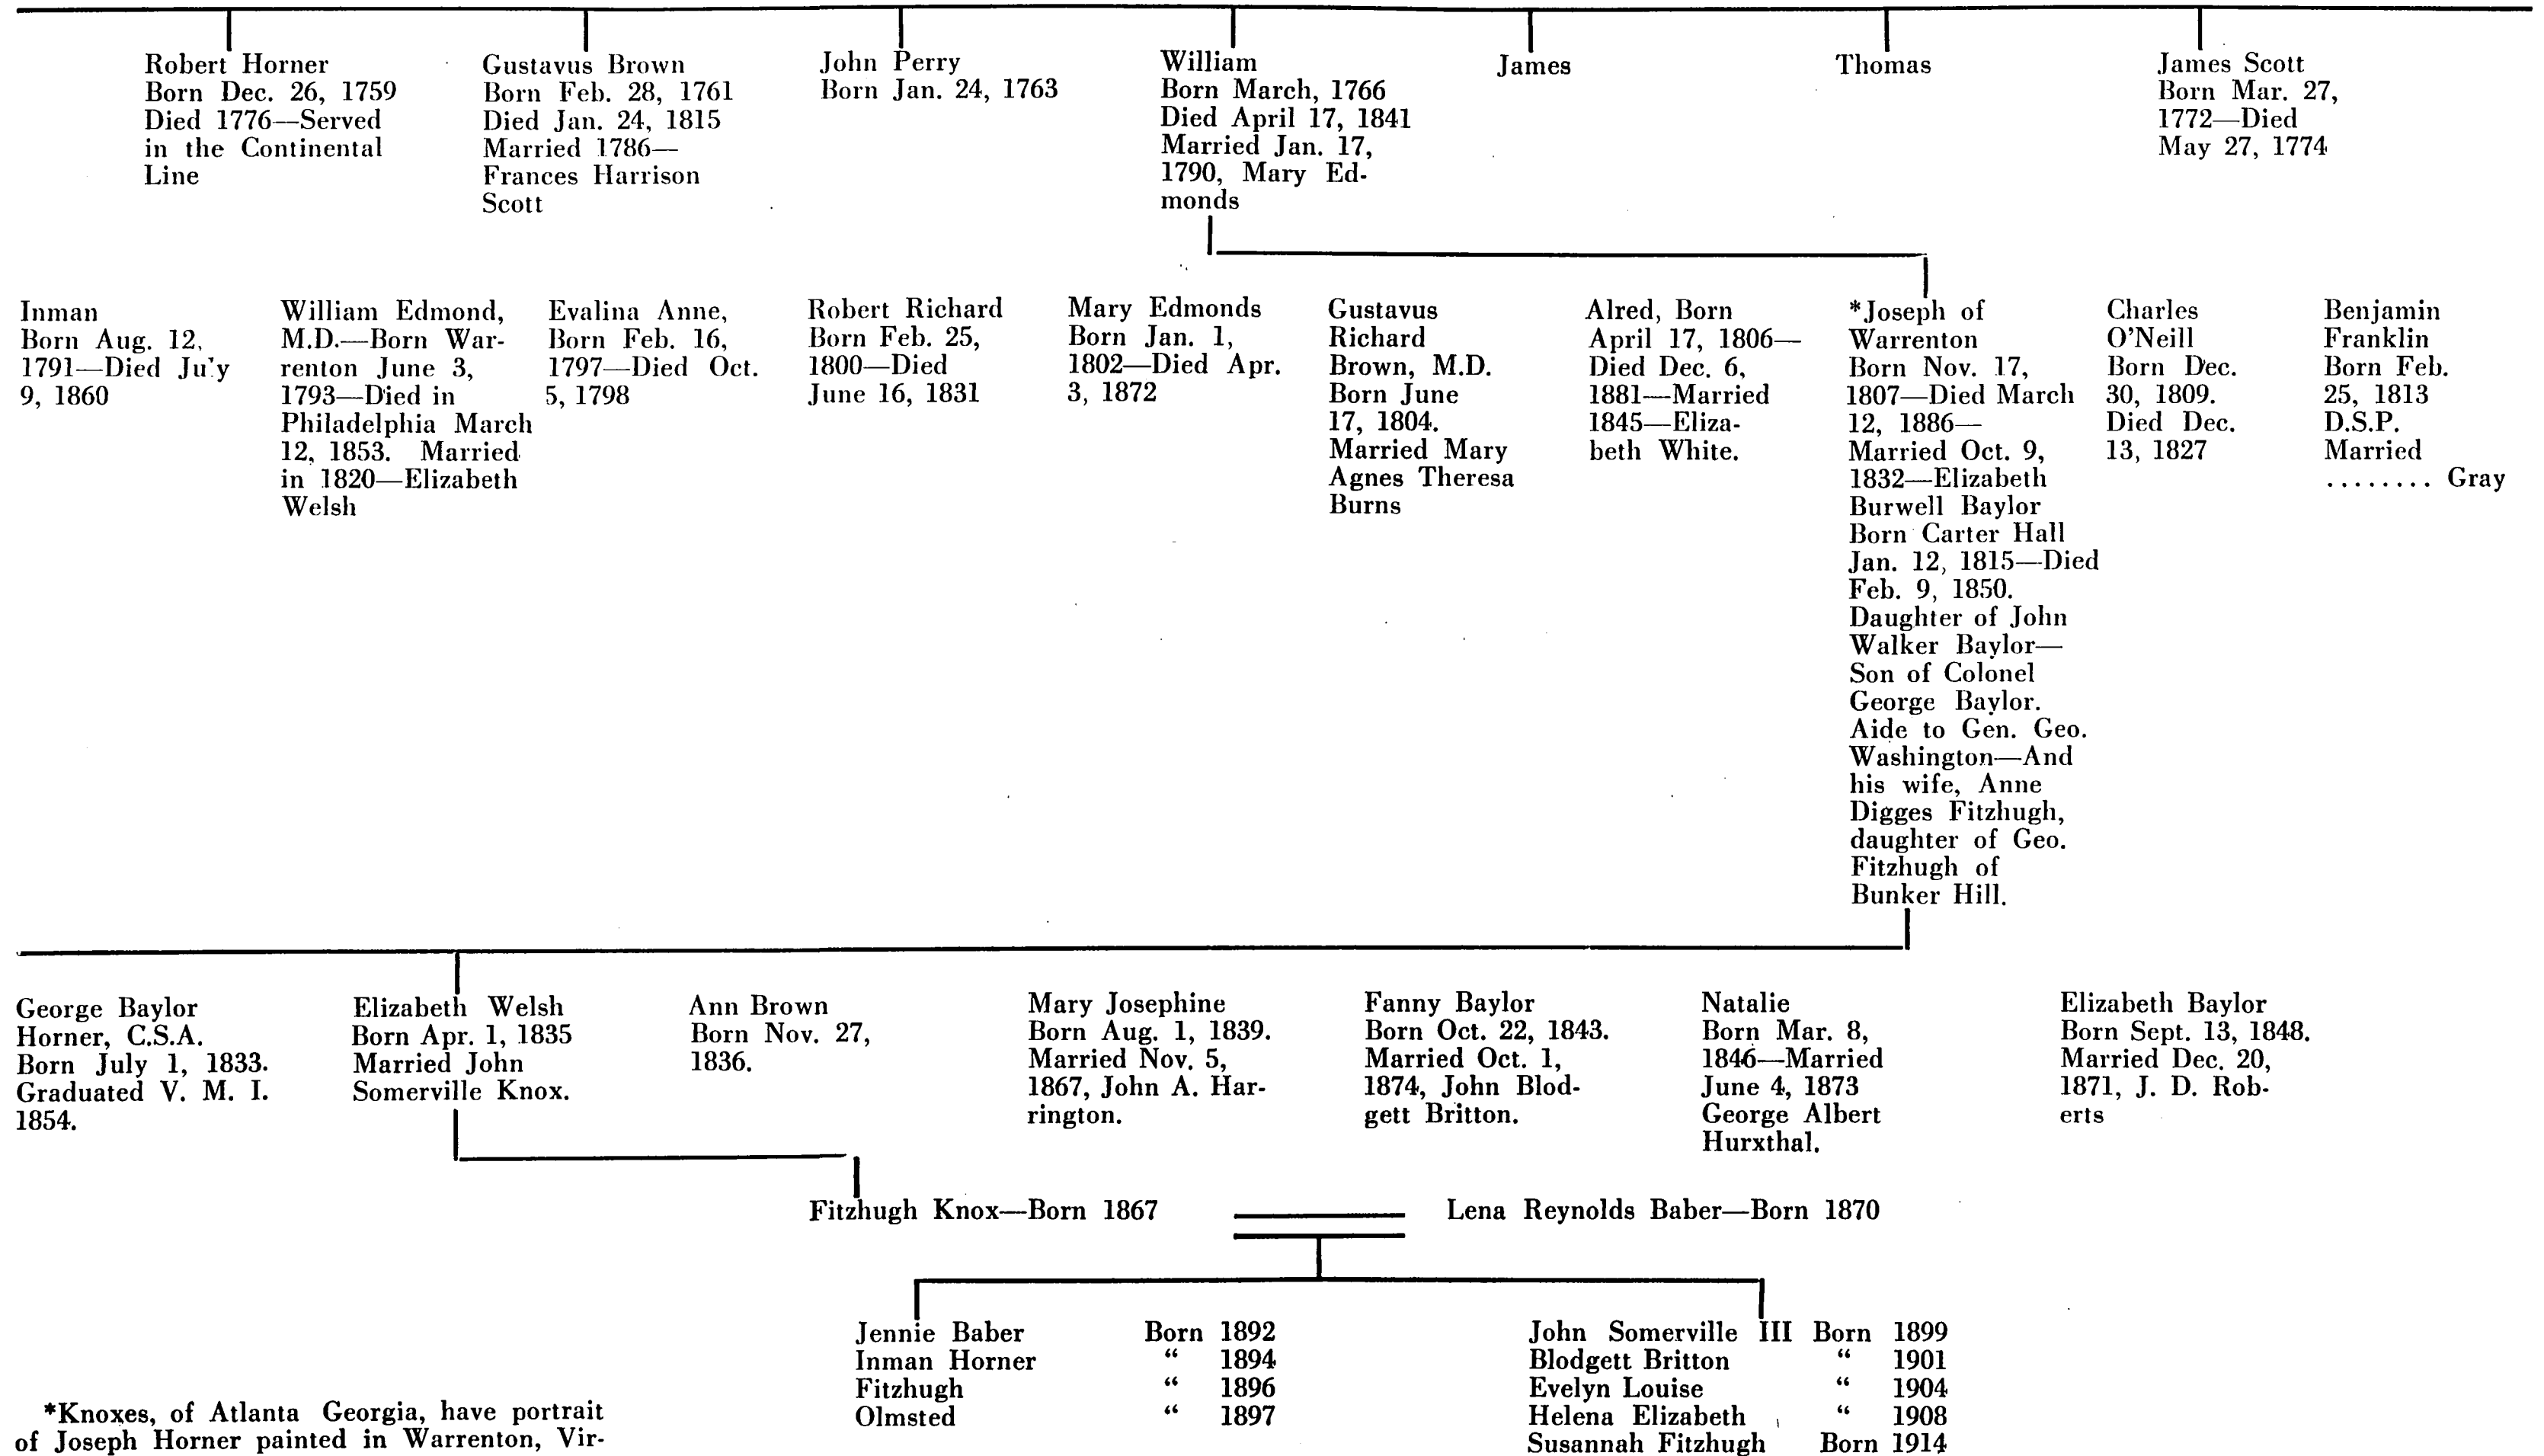 Robert Horner
Born Dec. 26, 1759
Died 1776—Served
in the Continental
Line
Gustavus Brown
Born Feb. 28, 1761
Died Jan. 24, 1815
Married 1786—
Frances Harrison
Scott
John Perry
Born Jan. 24, 1763
William
Born March, 1766
Died April 17, 1841
Married Jan. 17,
1790, Mary Ed-
monds
James
Thomas
James Scott
Born Mar. 27,
1772—Died
May 27, 1774
Inman
Born Aug. 12,
1791—Died July
9, 1860
William Edmond,
M.D.—Born War-
renton June 3,
1793—Died in
Philadelphia March
12, 1853. Married
in 1820—Elizabeth
Welsh
Evalina Anne,
Born Feb. 16,
1797—Died Oct.
5, 1798
Robert Richard
Born Feb. 25,
1800—Died
June 16, 1831
Mary Edmonds
Born Jan. 1,
1802—Died Apr.
3, 1872
Gustavus
Richard
Brown, M.D.
Born June
17, 1804.
Married Mary
Agnes Theresa
Burns
Alred, Born
April 17, 1806—
Died Dec. 6,
1881—Married
1845—Eliza-
beth White.
*Joseph of
Warrenton
Born Nov. 17,
1807—Died March
12, 1886—
Married Oct. 9,
1832—Elizabeth
Burwell Baylor
Born Carter Hall
Jan. 12, 1815—Died
Feb. 9, 1850.
Daughter of John
Walker Baylor—
Son of Colonel
George Baylor.
Aide to Gen. Geo.
Washington—And
his wife, Anne
Digges Fitzhugh,
daughter of Geo.
Fitzhugh of
Bunker Hill.
Charles
O'Neill
Born Dec.
30, 1809.
Died Dec.
13, 1827
Benjamin
Franklin
Born Feb.
25, 1813
D.S.P.
Married
........ Gray
George Baylor
Horner, C.S.A.
Born July 1, 1833.
Graduated V. M. I.
1854.
Elizabeth Welsh
Born Apr. 1, 1835
Married John
Somerville Knox.
Ann Brown
Born Nov. 27,
1836.
Mary Josephine
Born Aug. 1, 1839.
Married Nov. 5,
1867, John A. Har-
rington.
Fanny Baylor
Born Oct. 22, 1843.
Married Oct. 1,
1874, John Blod-
gett Britton.
Natalie
Born Mar. 8,
1846—Married
June 4, 1873
George Albert
Hurxthal.
Elizabeth Baylor
Born Sept. 13, 1848.
Married Dec. 20,
1871, J. D. Rob-
erts
Fitzhugh Knox—Born 1867
Lena Reynolds Baber—Born 1870
Jennie Baber Born 1892
Inman Horner “ 1894
Fitzhugh “ 1896
Olmsted “ 1897
John Somerville III Born 1899
Blodgett Britton “ 1901
Evelyn Louise “ 1904
Helena Elizabeth “ 1908
Susannah Fitzhugh Born 1914
*Knoxes, of Atlanta Georgia, have portrait
of Joseph Horner painted in Warrenton, Vir-